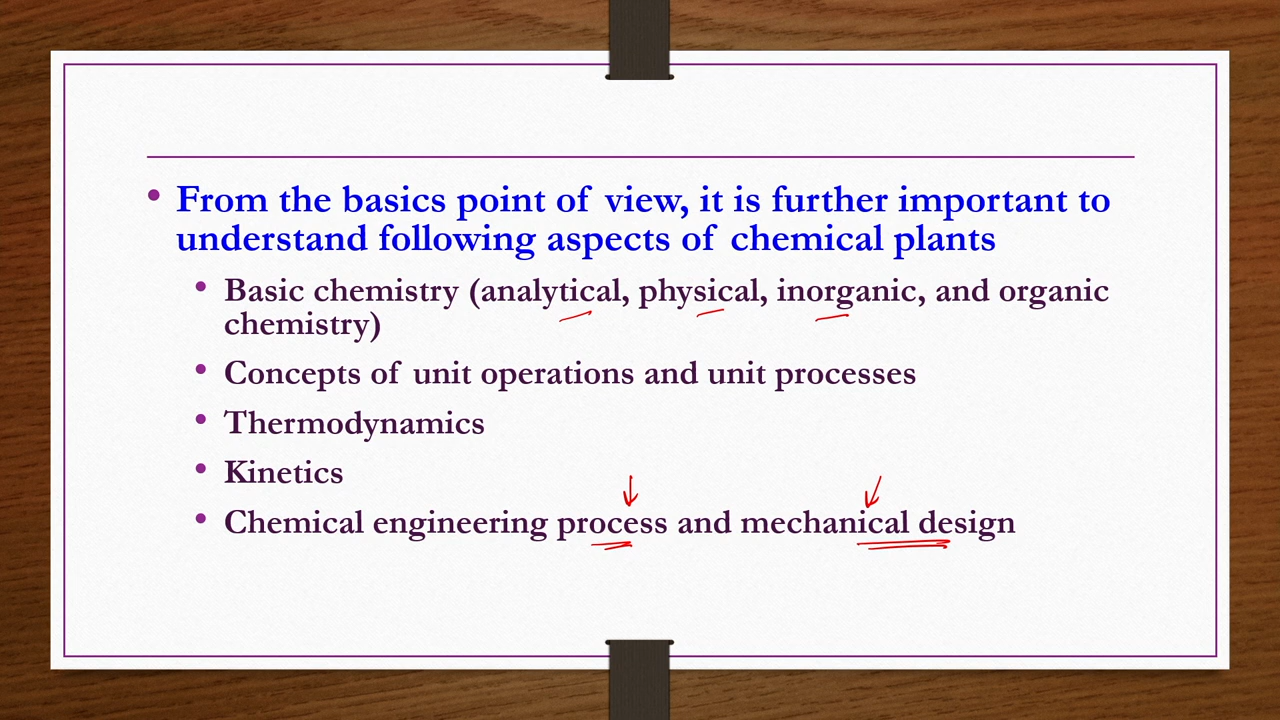 • From the basics point of view, it is further important to
understand following aspects of chemical plants
• Basic chemistry (analytical, physical, inorganic, and organic
chemistry)
• Concepts of unit operations and unit processes
• Thermodynamics
• Kinetics
• Chemical engineering process and mechanical design